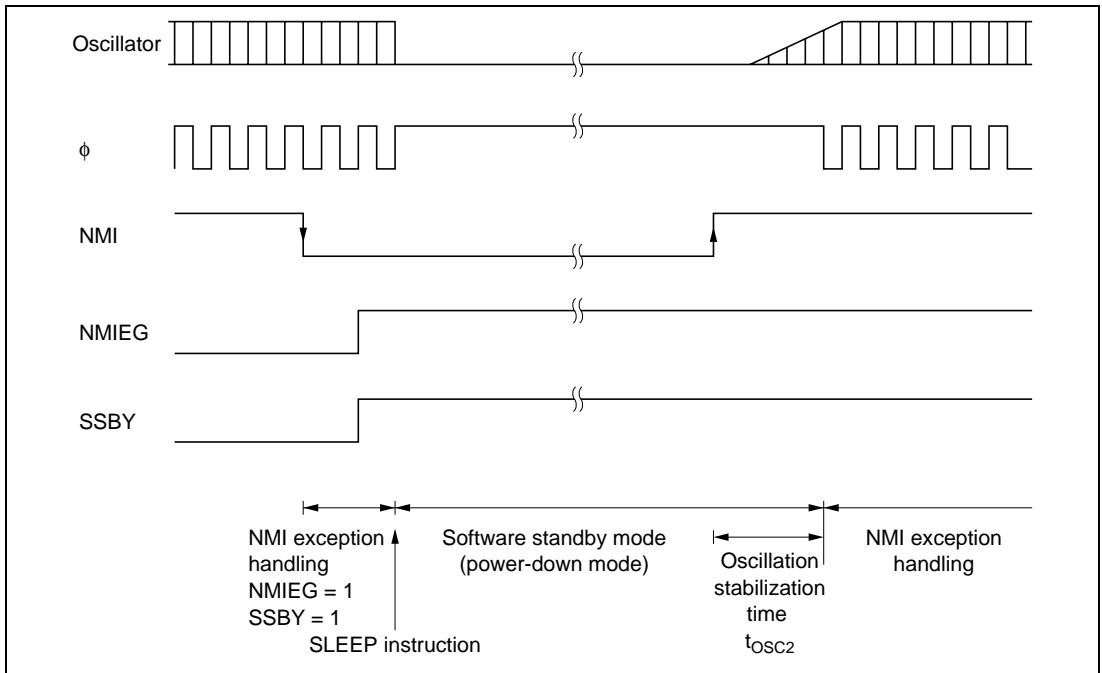 Oscillator
ϕ
NMI
NMIEG
SSBY
NMI exception
handling
NMIEG = 1
SSBY = 1
SLEEP instruction
Software standby mode
(power-down mode)
Oscillation
stabilization
time
tOSC2
NMI exception
handling